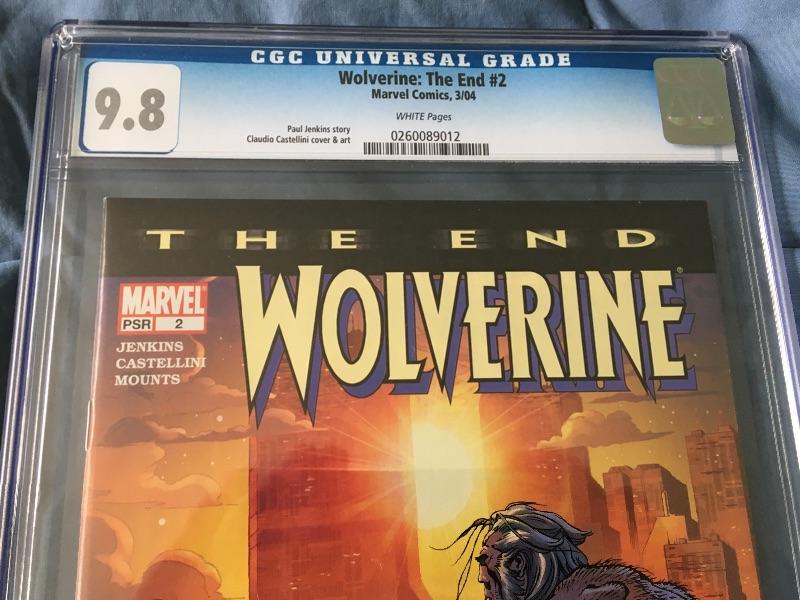 CGC UNIVERSAL GRADE
9.8
Wolverine: The End #2
Marvel Comics, 3/04
WHITE Pages
Paul Jenkins story
Claudio Castellini cover & art
0260089012
THE END
WOLVERINE
MARVEL
PSR 2
JENKINS
CASTELLINI
MOUNTS